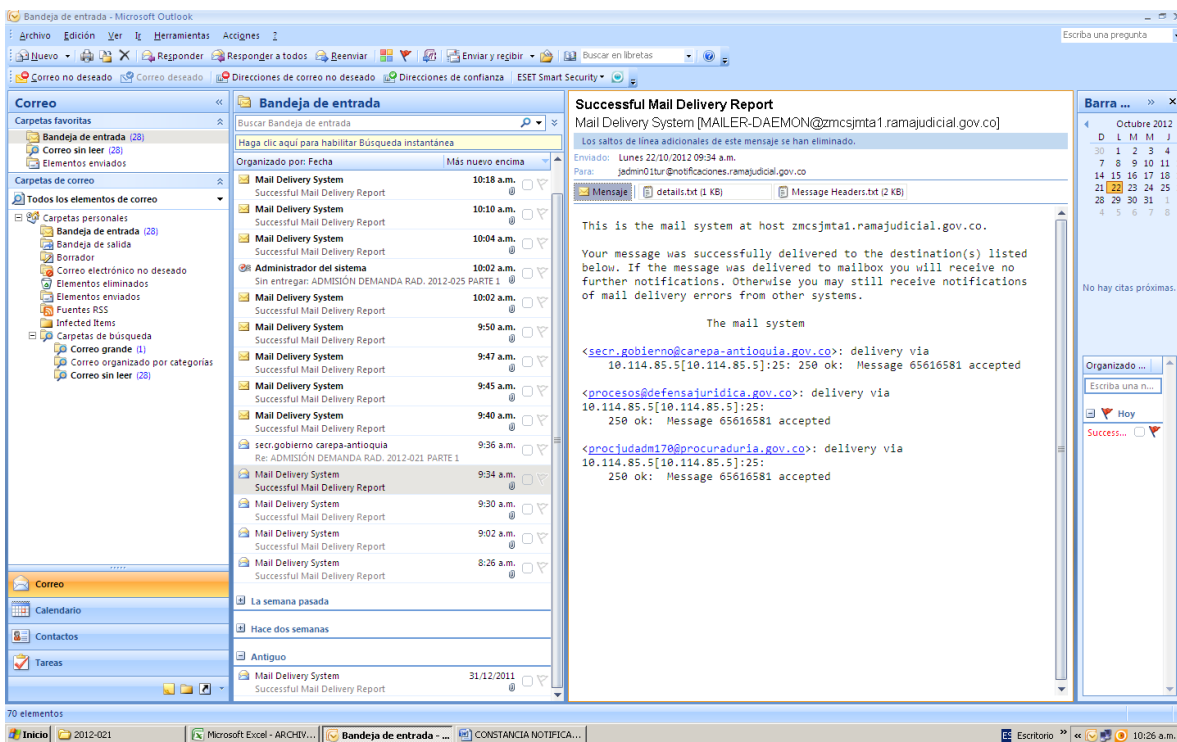 Bandeja de entrada - Microsoft Outlook
Archivo Edición Ver Ir Herramientas Acciones ?
Escriba una pregunta
Nuevo Responder Responder a todos Reenviar Enviar y recibir Buscar en libretas
Correo no deseado Correo deseado Direcciones de correo no deseado Direcciones de confianza ESET Smart Security
Correo
Carpetas favoritas
Bandeja de entrada (28)
Correo sin leer (28)
Elementos enviados
Carpetas de correo
Todos los elementos de correo
Carpetas personales
Bandeja de entrada (28)
Bandeja de salida
Borrador
Correo electrónico no deseado
Elementos eliminados
Elementos enviados
Fuentes RSS
Infected Items
Carpetas de búsqueda
Correo grande (1)
Correo organizado por categorías
Correo sin leer (28)
Correo
Calendario
Contactos
Tareas
Bandeja de entrada
Buscar Bandeja de entrada
Haga clic aquí para habilitar Búsqueda instantánea
Organizado por: Fecha Más nuevo encima
Mail Delivery System 10:18 a.m.
Successful Mail Delivery Report
Mail Delivery System 10:10 a.m.
Successful Mail Delivery Report
Mail Delivery System 10:04 a.m.
Successful Mail Delivery Report
Administrador del sistema 10:02 a.m.
Sin entregar: ADMISIÓN DEMANDA RAD. 2012-025 PARTE 1
Mail Delivery System 10:02 a.m.
Successful Mail Delivery Report
Mail Delivery System 9:50 a.m.
Successful Mail Delivery Report
Mail Delivery System 9:47 a.m.
Successful Mail Delivery Report
Mail Delivery System 9:45 a.m.
Successful Mail Delivery Report
Mail Delivery System 9:40 a.m.
Successful Mail Delivery Report
secr.gobierno carepa-antioquia 9:36 a.m.
Re: ADMISIÓN DEMANDA RAD. 2012-021 PARTE 1
Mail Delivery System 9:34 a.m.
Successful Mail Delivery Report
Mail Delivery System 9:30 a.m.
Successful Mail Delivery Report
Mail Delivery System 9:02 a.m.
Successful Mail Delivery Report
Mail Delivery System 8:26 a.m.
Successful Mail Delivery Report
La semana pasada
Hace dos semanas
Antiguo
Mail Delivery System 31/12/2011
Successful Mail Delivery Report
Successful Mail Delivery Report
Mail Delivery System [MAILER-DAEMON@zmcsjmta1.ramajudicial.gov.co]
Los saltos de línea adicionales de este mensaje se han eliminado.
Enviado: Lunes 22/10/2012 09:34 a.m.
Para: jadmin01tur@notificaciones.ramajudicial.gov.co
Mensaje details.txt (1 KB) Message Headers.txt (2 KB)
This is the mail system at host zmcsjmta1.ramajudicial.gov.co.
Your message was successfully delivered to the destination(s) listed
below. If the message was delivered to mailbox you will receive no
further notifications. Otherwise you may still receive notifications
of mail delivery errors from other systems.
The mail system
<secr.gobierno@carepa-antioquia.gov.co>: delivery via
10.114.85.5[10.114.85.5]:25: 250 ok: Message 65616581 accepted
<procesos@defensajuridica.gov.co>: delivery via
10.114.85.5[10.114.85.5]:25:
250 ok: Message 65616581 accepted
<procjudadm170@procuraduria.gov.co>: delivery via
10.114.85.5[10.114.85.5]:25:
250 ok: Message 65616581 accepted
Barra ...
Octubre 2012
D L M M J
30 1 2 3 4
7 8 9 10 11
14 15 16 17 18
21 22 23 24 25
28 29 30 31 1
4 5 6 7 8
No hay citas próximas.
Organizado ...
Escriba una n...
Hoy
Success...
70 elementos
Inicio 2012-021 Microsoft Excel - ARCHIV... Bandeja de entrada - ... CONSTANCIA NOTIFICA... ES Escritorio 10:26 a.m.